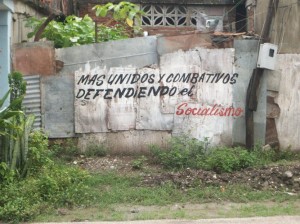 MAS UNIDOS Y COMBATIVOS
DEFENDIENDO el
Socialismo